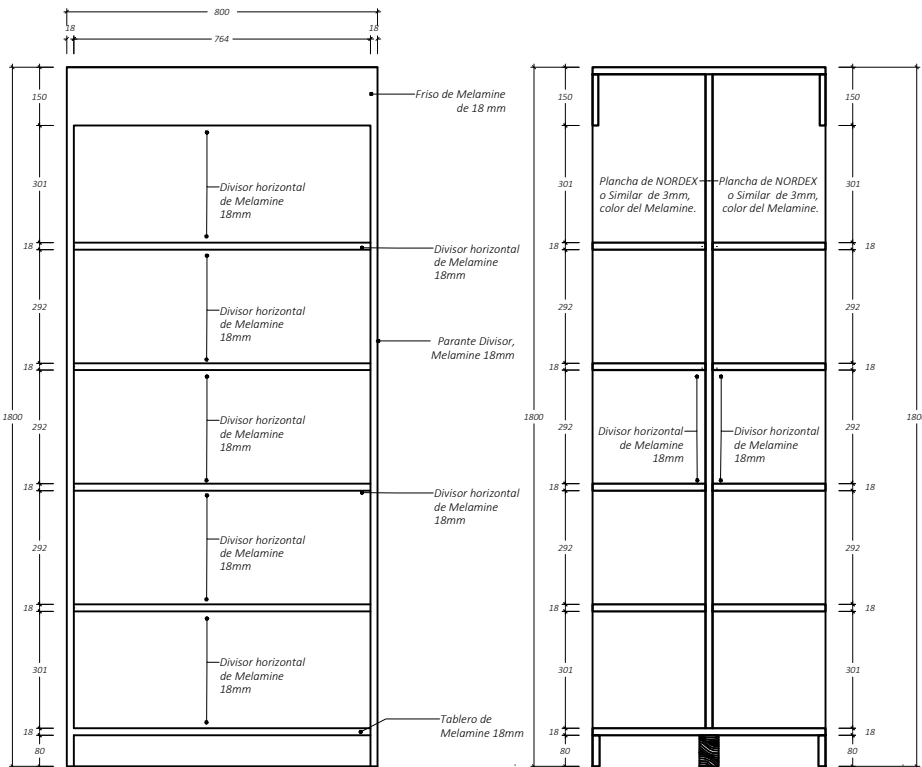 800
18
18
764
150
301
18
292
18
292
18
292
18
301
18
80
1800
Friso de Melamine
de 18 mm
Divisor horizontal
de Melamine
18mm
Divisor horizontal
de Melamine
18mm
Divisor horizontal
de Melamine
18mm
Parante Divisor,
Melamine 18mm
Divisor horizontal
de Melamine
18mm
Divisor horizontal
de Melamine
18mm
Divisor horizontal
de Melamine
18mm
Divisor horizontal
de Melamine
18mm
Tablero de
Melamine 18mm
1800
150
301
18
292
18
292
18
292
18
301
18
80
Plancha de NORDEX
o Similar de 3mm,
color del Melamine.
Plancha de NORDEX
o Similar de 3mm,
color del Melamine.
Divisor horizontal
de Melamine
18mm
Divisor horizontal
de Melamine
18mm
150
301
18
292
18
292
18
292
18
301
18
80